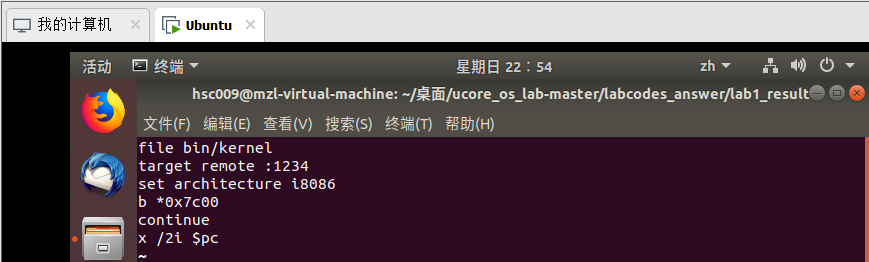 我的计算机
Ubuntu
活动
终端
星期日 22:54
zh
hsc009@mzl-virtual-machine: ~/桌面/ucore_os_lab-master/labcodes_answer/lab1_result
文件(F) 编辑(E) 查看(V) 搜索(S) 终端(T) 帮助(H)
file bin/kernel
target remote :1234
set architecture i8086
b *0x7c00
continue
x /2i $pc
~